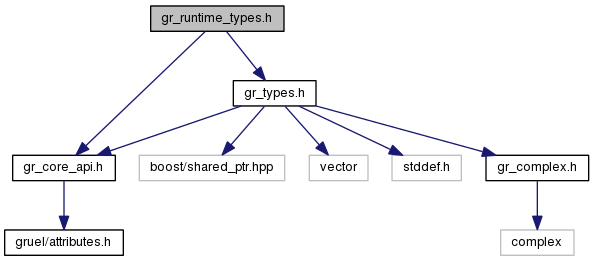 gr_runtime_types.h
gr_types.h
gr_core_api.h
boost/shared_ptr.hpp
vector
stddef.h
gr_complex.h
gruel/attributes.h
complex